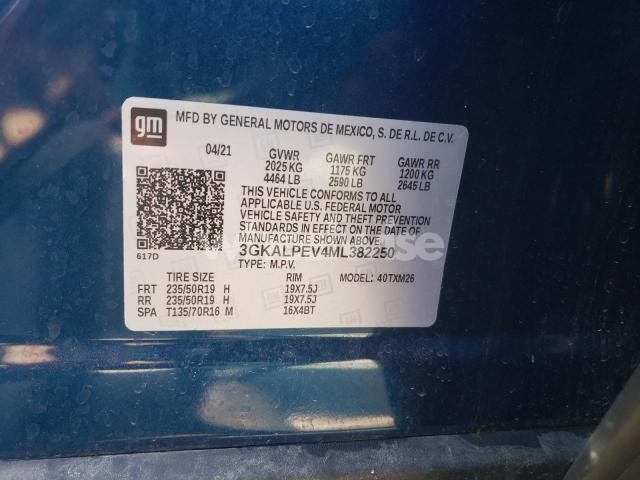 gm
MFD BY GENERAL MOTORS DE MEXICO, S. DE R.L. DE C.V.
04/21 GVWR GAWR FRT GAWR RR
2025 KG 1175 KG 1200 KG
4464 LB 2590 LB 2645 LB
THIS VEHICLE CONFORMS TO ALL
APPLICABLE U.S. FEDERAL MOTOR
VEHICLE SAFETY AND THEFT PREVENTION
STANDARDS IN EFFECT ON THE DATE OF
MANUFACTURE SHOWN ABOVE.
617D 3GKALPEV4ML382250
TYPE: M.P.V.
TIRE SIZE RIM MODEL: 40TXM26
FRT 235/50R19 H 19X7.5J
RR 235/50R19 H 19X7.5J
SPA T135/70R16 M 16X4BT